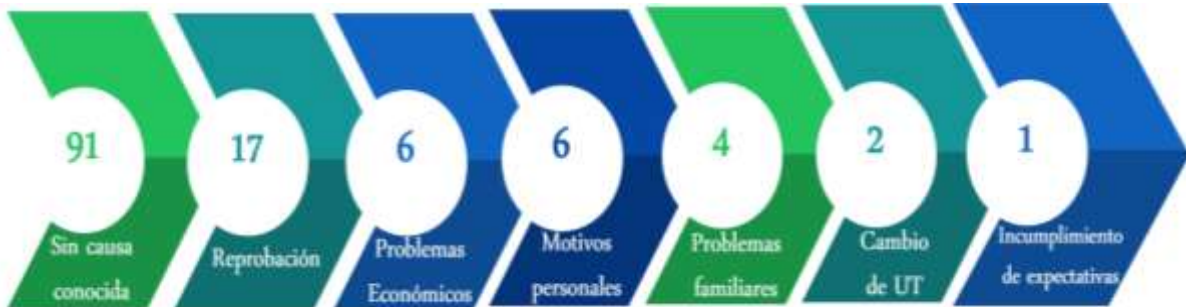 91
Sin causa
conocida
17
Reprobación
6
Problemas
Económicos
6
Motivos
personales
4
Problemas
familiares
2
Cambio
de UT
1
Incumplimiento
de expectativas